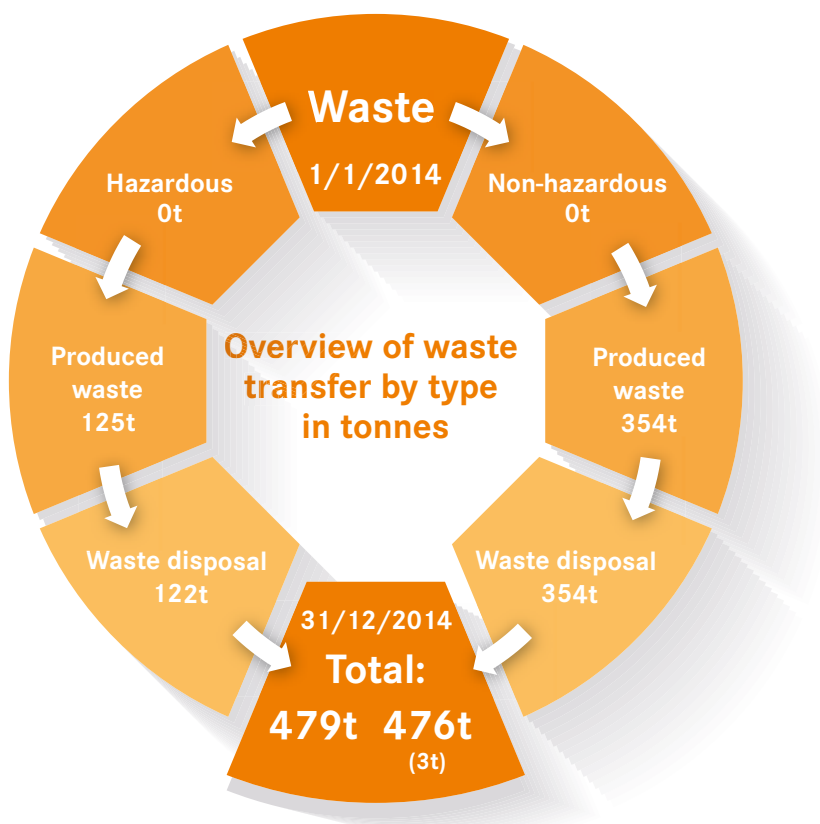 Waste
1/1/2014
Hazardous
0t
Non-hazardous
0t
Produced
waste
125t
Produced
waste
354t
Overview of waste
transfer by type
in tonnes
Waste disposal
122t
Waste disposal
354t
31/12/2014
Total:
479t 476t
(3t)